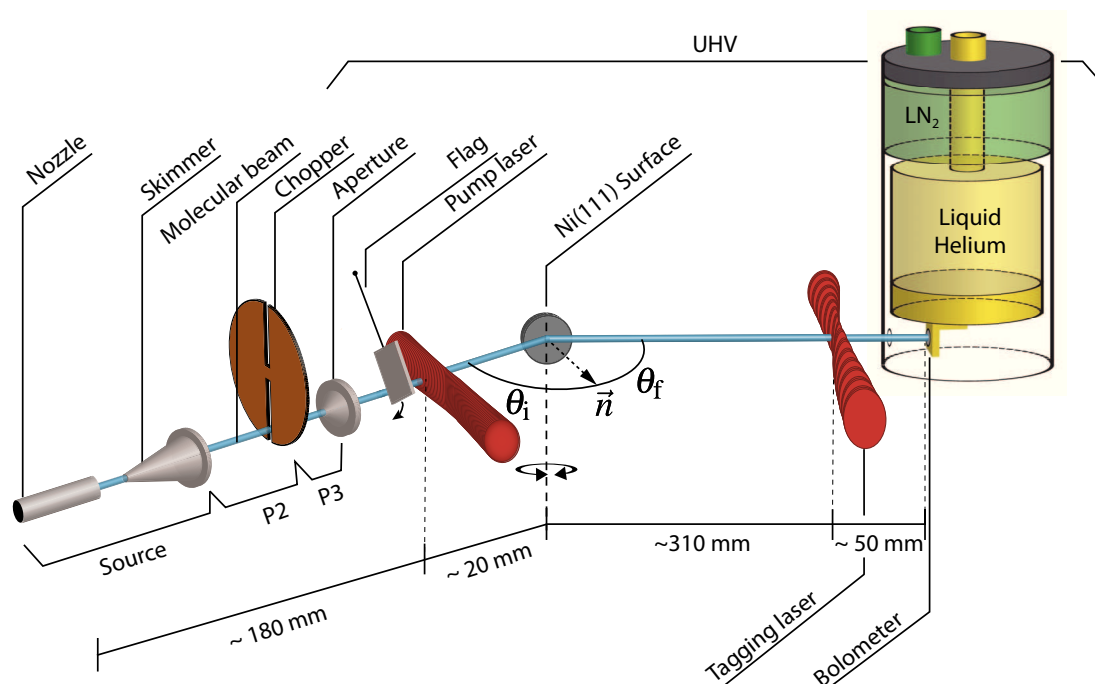 UHV
LN2
Liquid
Helium
Nozzle
Skimmer
Molecular beam
Chopper
Aperture
Flag
Pump laser
Ni(111) Surface
θi
n⃗
θf
P3
P2
Source
~ 20 mm
~310 mm
~ 50 mm
~ 180 mm
Tagging laser
Bolometer